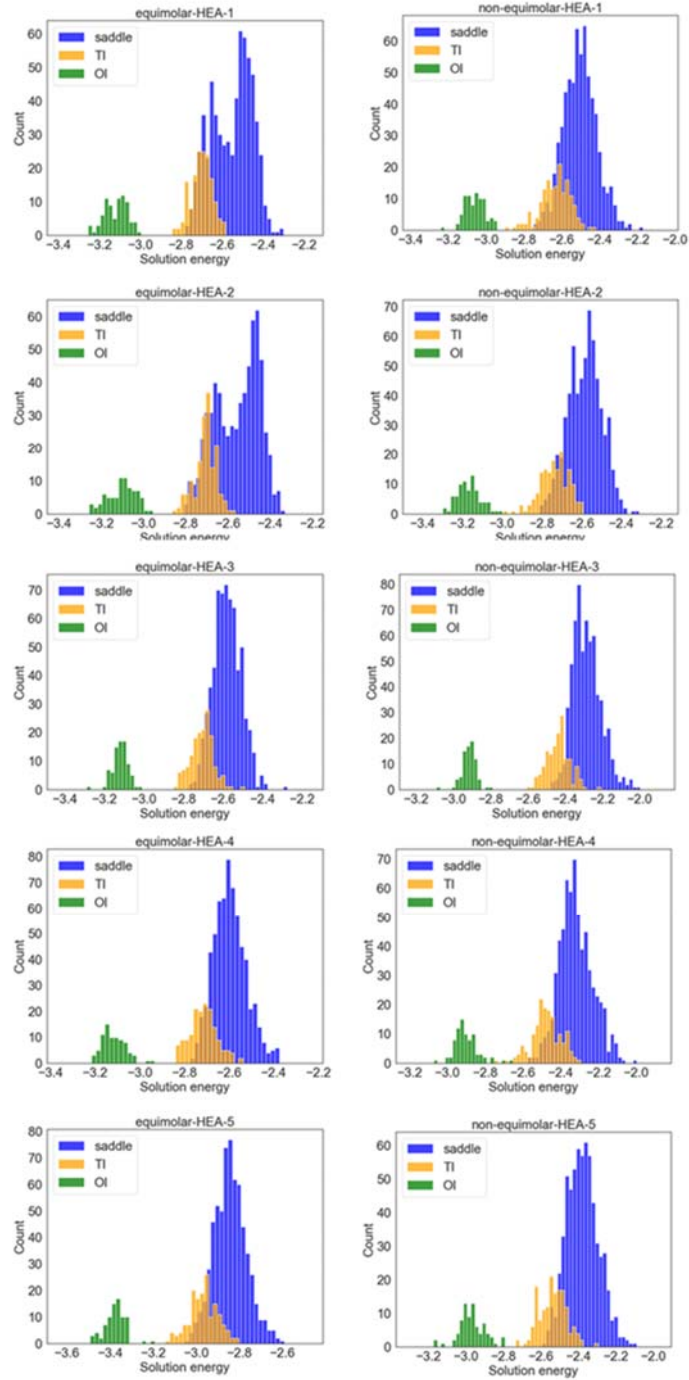 equimolar-HEA-1
saddle
TI
OI
Count
60
50
40
30
20
10
0
−3.4 −3.2 −3.0 −2.8 −2.6 −2.4 −2.2
Solution energy
non-equimolar-HEA-1
saddle
TI
OI
Count
60
50
40
30
20
10
0
−3.4 −3.2 −3.0 −2.8 −2.6 −2.4 −2.2 −2.0
Solution energy
equimolar-HEA-2
saddle
TI
OI
Count
60
50
40
30
20
10
0
−3.4 −3.2 −3.0 −2.8 −2.6 −2.4 −2.2
Solution energy
non-equimolar-HEA-2
saddle
TI
OI
Count
70
60
50
40
30
20
10
0
−3.4 −3.2 −3.0 −2.8 −2.6 −2.4 −2.2
Solution energy
equimolar-HEA-3
saddle
TI
OI
Count
70
60
50
40
30
20
10
0
−3.4 −3.2 −3.0 −2.8 −2.6 −2.4 −2.2
Solution energy
non-equimolar-HEA-3
saddle
TI
OI
Count
80
70
60
50
40
30
20
10
0
−3.2 −3.0 −2.8 −2.6 −2.4 −2.2 −2.0
Solution energy
equimolar-HEA-4
saddle
TI
OI
Count
80
70
60
50
40
30
20
10
0
−3.4 −3.2 −3.0 −2.8 −2.6 −2.4 −2.2
Solution energy
non-equimolar-HEA-4
saddle
TI
OI
Count
70
60
50
40
30
20
10
0
−3.2 −3.0 −2.8 −2.6 −2.4 −2.2 −2.0
Solution energy
equimolar-HEA-5
saddle
TI
OI
Count
80
70
60
50
40
30
20
10
0
−3.6 −3.4 −3.2 −3.0 −2.8 −2.6
Solution energy
non-equimolar-HEA-5
saddle
TI
OI
Count
60
50
40
30
20
10
0
−3.2 −3.0 −2.8 −2.6 −2.4 −2.2 −2.0
Solution energy